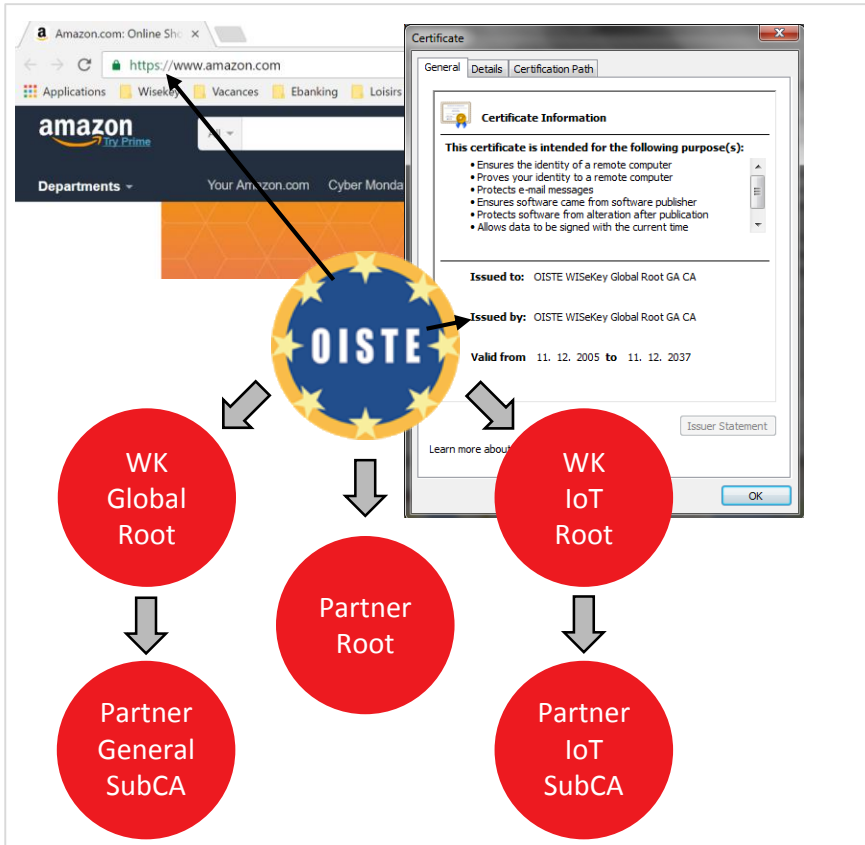 a Amazon.com: Online Sho ×
https://www.amazon.com
Applications Wisekey Vacances Ebanking Loisirs
amazon
Try Prime
All
Departments Your Amazon.com Cyber Monda
Certificate
General Details Certification Path
Certificate Information
This certificate is intended for the following purpose(s):
• Ensures the identity of a remote computer
• Proves your identity to a remote computer
• Protects e-mail messages
• Ensures software came from software publisher
• Protects software from alteration after publication
• Allows data to be signed with the current time
Issued to: OISTE WISeKey Global Root GA CA
Issued by: OISTE WISeKey Global Root GA CA
Valid from 11. 12. 2005 to 11. 12. 2037
Issuer Statement
Learn more about
OK
OISTE
WK
Global
Root
Partner
Root
WK
IoT
Root
Partner
General
SubCA
Partner
IoT
SubCA